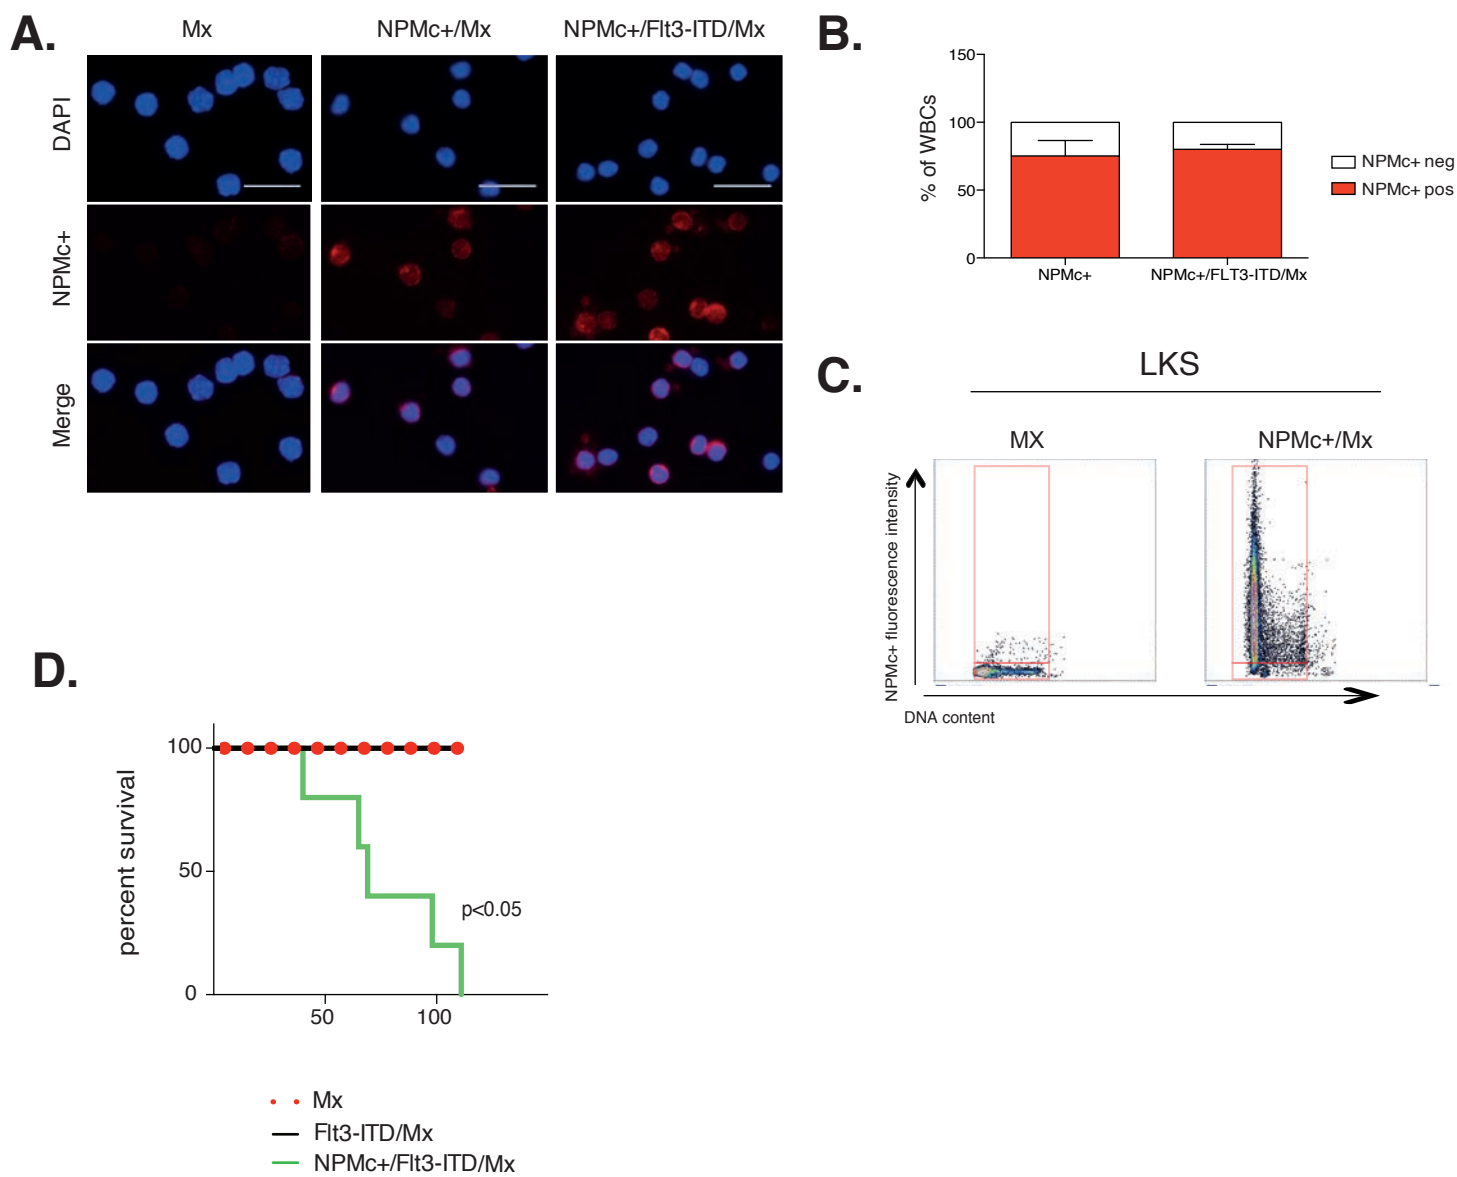 A.
Mx
NPMc+/Mx
NPMc+/Flt3-ITD/Mx
DAPI
NPMc+
Merge
B.
% of WBCs
150
100
50
0
NPMc+
NPMc+/FLT3-ITD/Mx
NPMc+ neg
NPMc+ pos
C.
LKS
MX
NPMc+/Mx
NPMc+ fluorescence intensity
DNA content
D.
percent survival
100
50
0
50
100
p<0.05
Mx
Flt3-ITD/Mx
NPMc+/Flt3-ITD/Mx